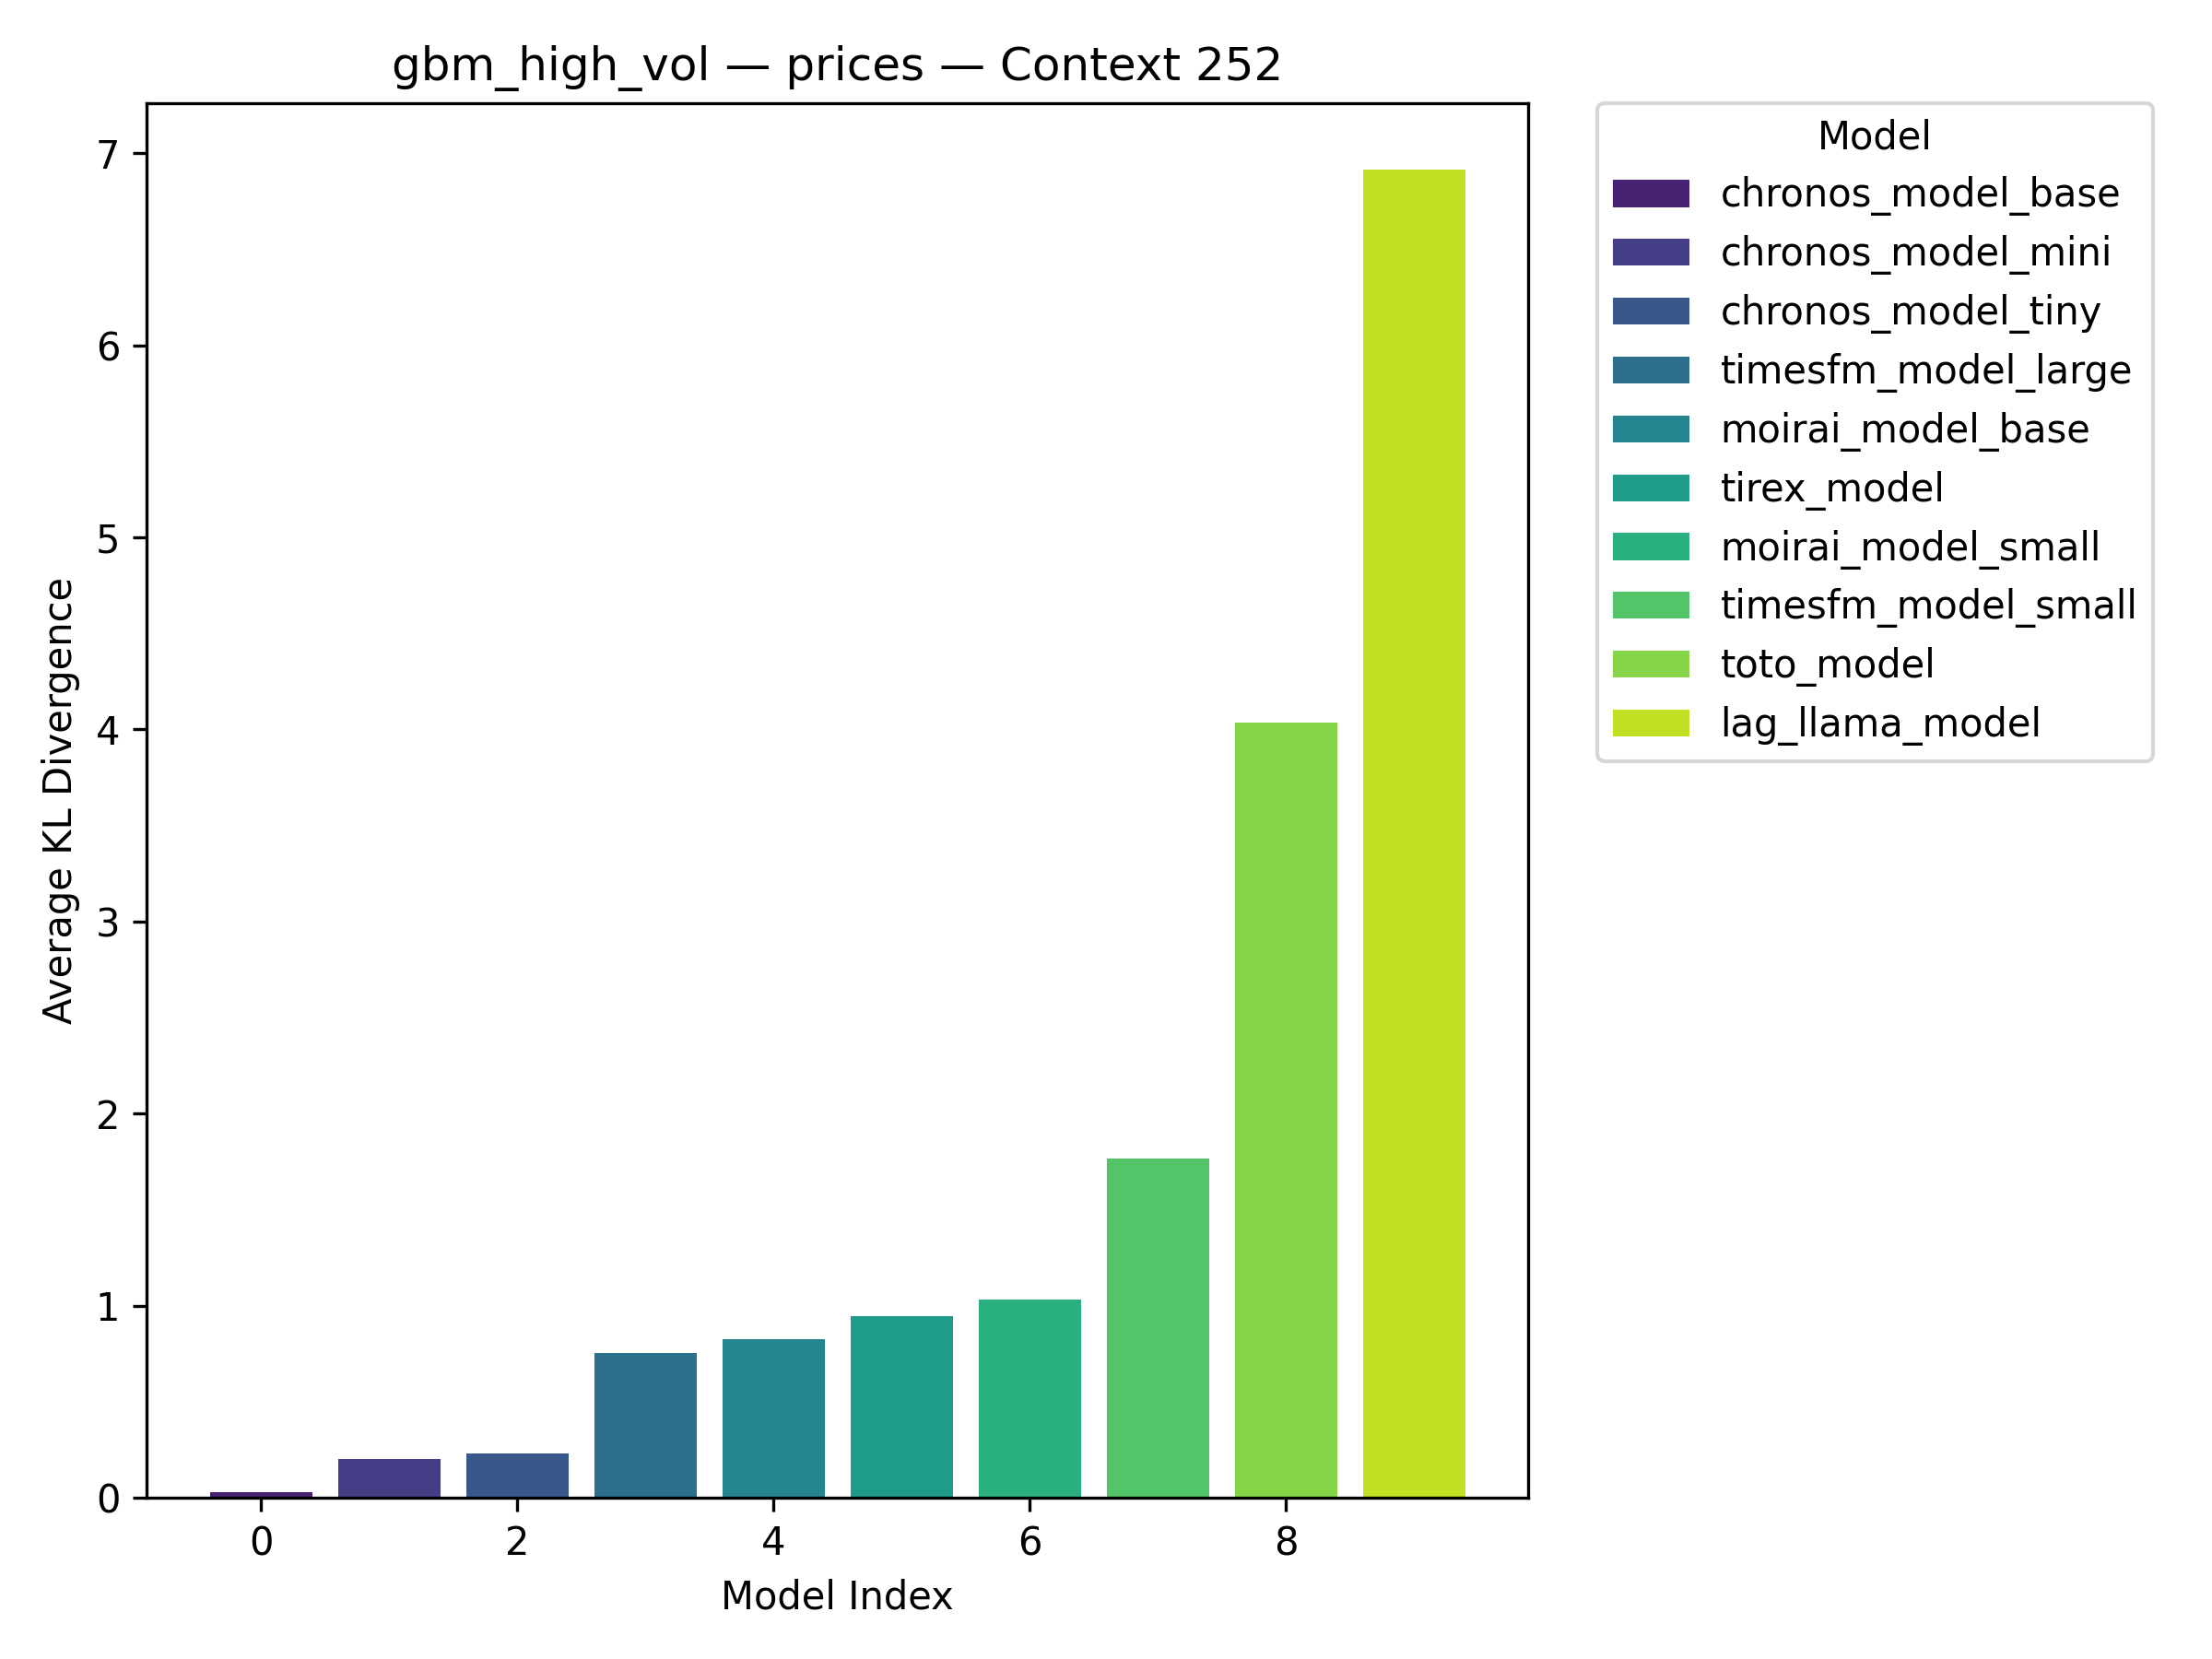 gbm_high_vol — prices — Context 252
Average KL Divergence
7
6
5
4
3
2
1
0
0 2 4 6 8
Model Index
Model
chronos_model_base
chronos_model_mini
chronos_model_tiny
timesfm_model_large
moirai_model_base
tirex_model
moirai_model_small
timesfm_model_small
toto_model
lag_llama_model